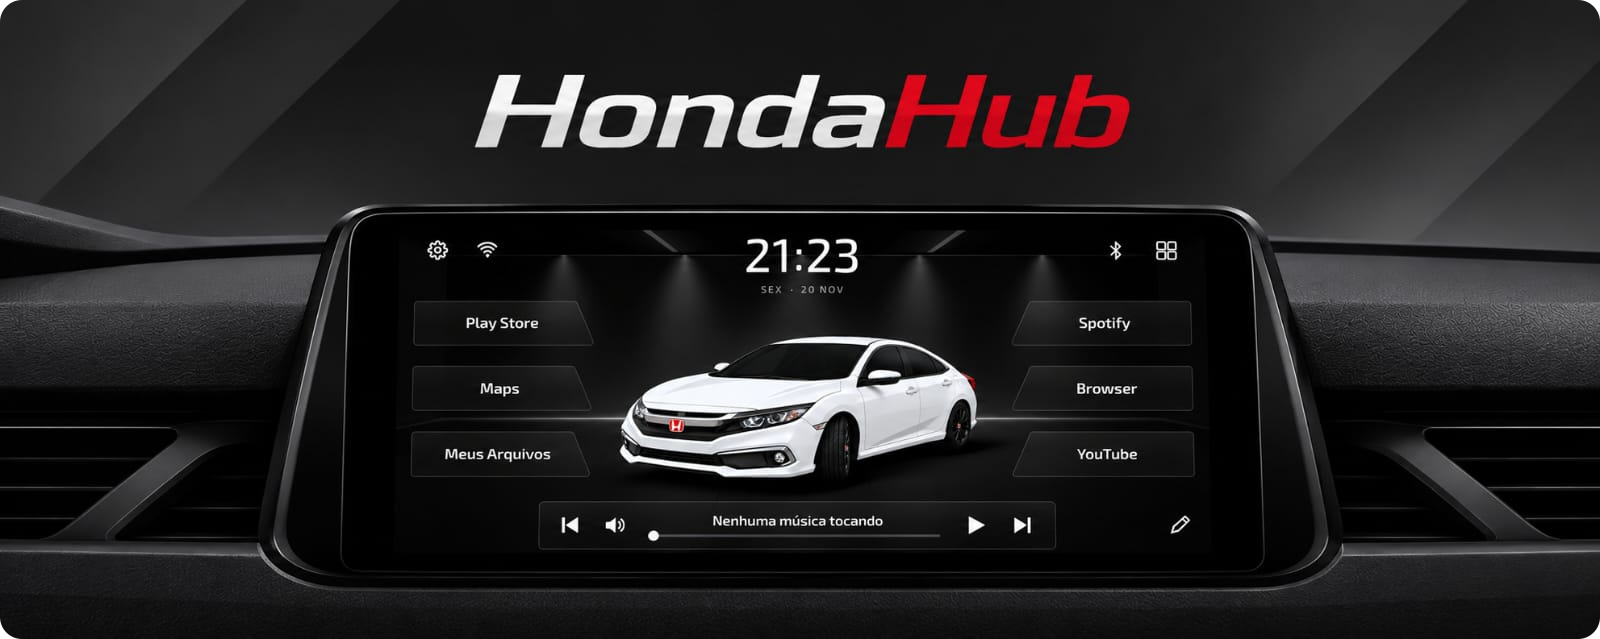 HondaHub
21:23
SEX · 20 NOV
Play Store
Spotify
Maps
Browser
Meus Arquivos
YouTube
Nenhuma música tocando